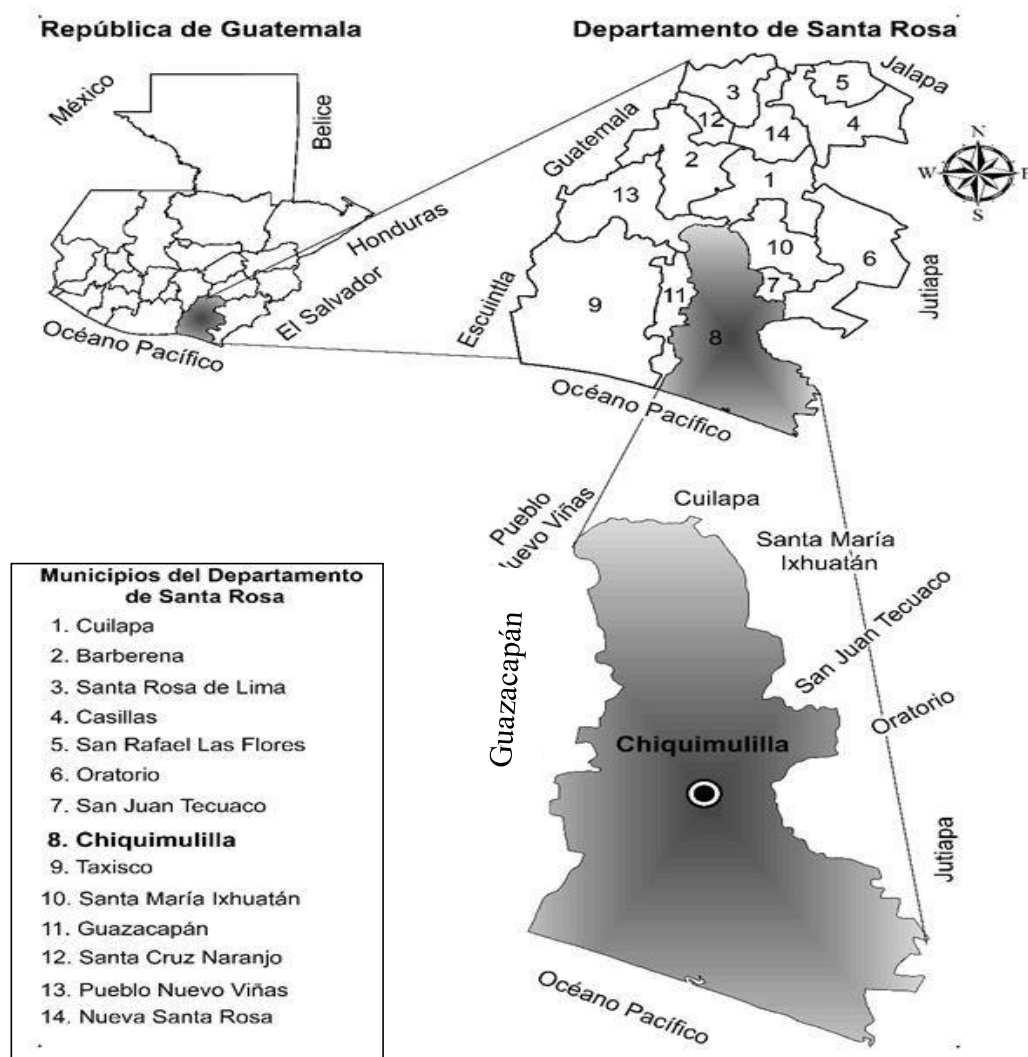 República de Guatemala
México
Belice
Honduras
El Salvador
Océano Pacífico
Departamento de Santa Rosa
Jalapa
Guatemala
Escuintla
Jutiapa
Océano Pacífico
3
5
12
14
4
2
1
13
10
6
7
11
9
8
N
W
E
S
Pueblo
uevo Viñas
Cuilapa
Santa María
Ixhuatán
San Juan Tecuaco
Oratorio
Guazacapán
Chiquimulilla
Jutiapa
Océano Pacífico
Municipios del Departamento
de Santa Rosa
1. Cuilapa
2. Barberena
3. Santa Rosa de Lima
4. Casillas
5. San Rafael Las Flores
6. Oratorio
7. San Juan Tecuaco
8. Chiquimulilla
9. Taxisco
10. Santa María Ixhuatán
11. Guazacapán
12. Santa Cruz Naranjo
13. Pueblo Nuevo Viñas
14. Nueva Santa Rosa